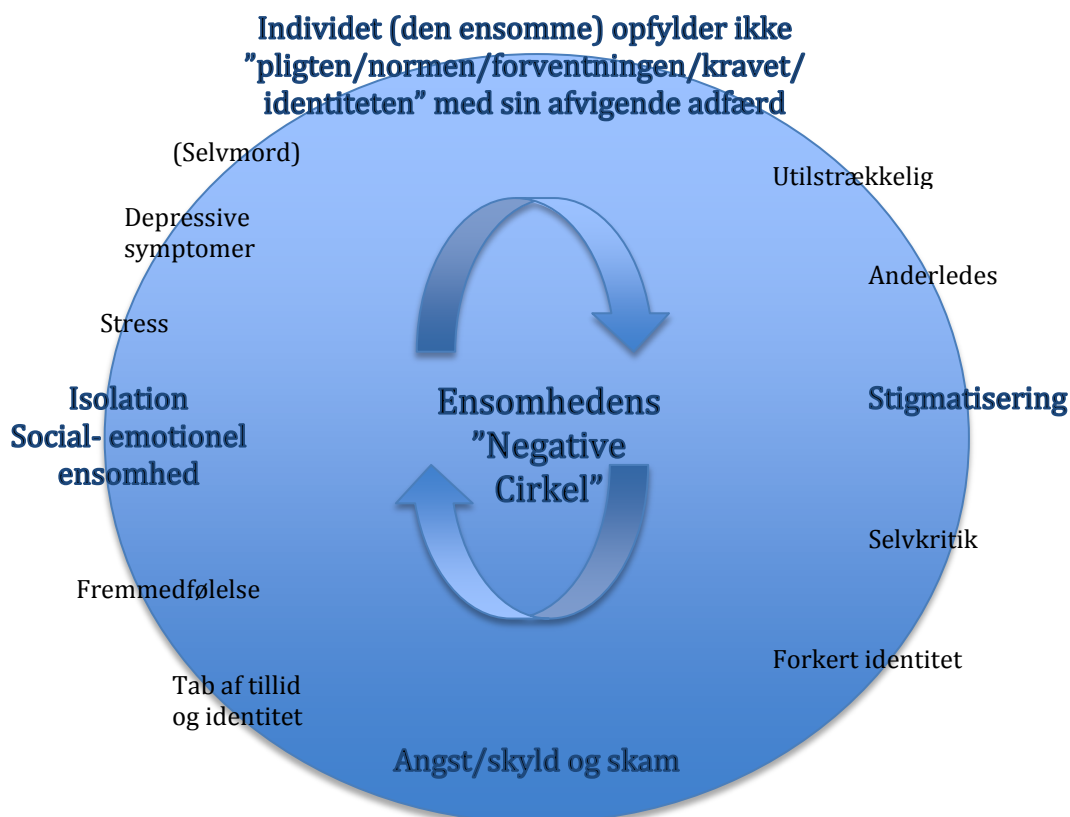 Individet (den ensomme) opfylder ikke
”pligten/normen/forventningen/kravet/
identiteten” med sin afvigende adfærd
(Selvmord)
Utilstrækkelig
Depressive
symptomer
Anderledes
Stress
Isolation
Social- emotionel
ensomhed
Ensomhedens
”Negative
Cirkel”
Stigmatisering
Selvkritik
Fremmedfølelse
Forkert identitet
Tab af tillid
og identitet
Angst/skyld og skam